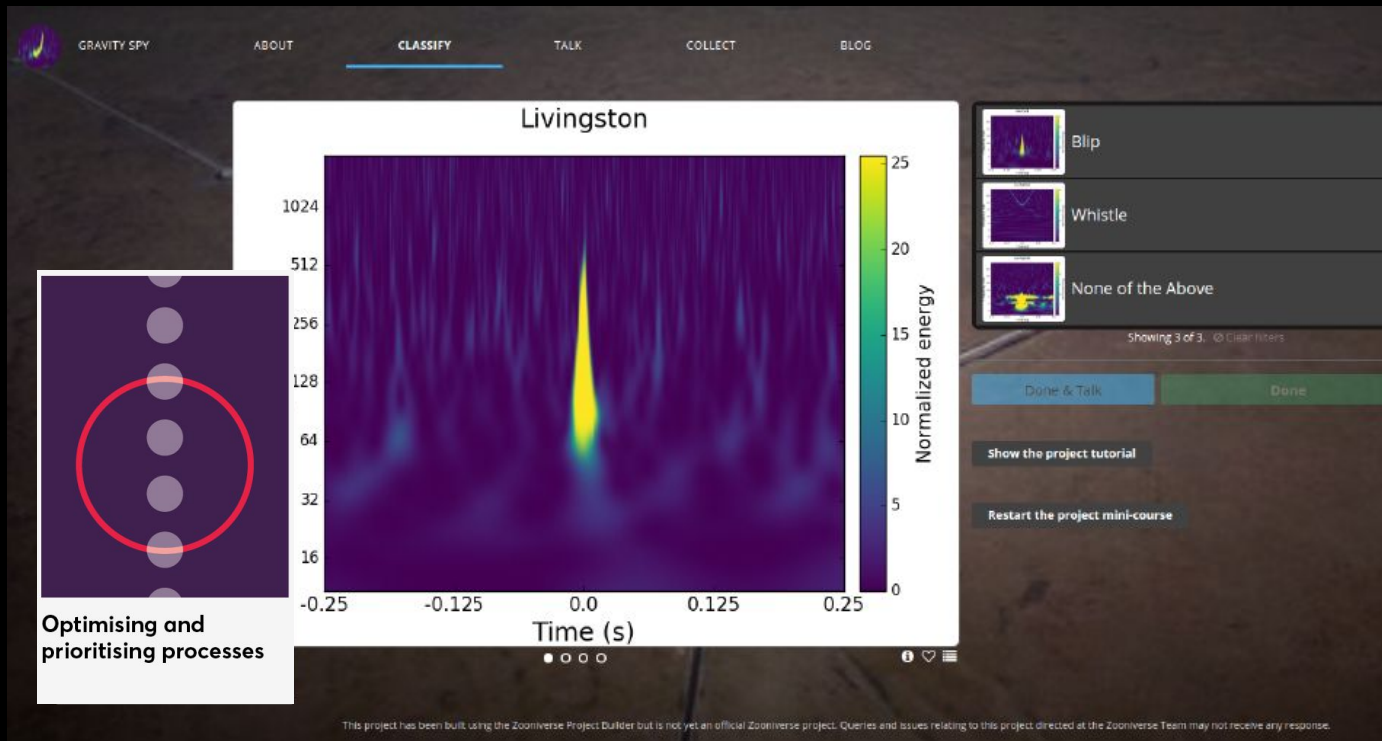 GRAVITY SPY
ABOUT
CLASSIFY
TALK
COLLECT
BLOG
Livingston
1024
512
256
128
64
32
16
-0.25
-0.125
0.0
0.125
0.25
Time (s)
25
20
15
10
5
0
Normalized energy
Blip
Whistle
None of the Above
Showing 3 of 3. Clear filters
Done & Talk
Done
Show the project tutorial
Restart the project mini-course
Optimising and
prioritising processes
This project has been built using the Zooniverse Project Builder but is not yet an official Zooniverse project. Queries and issues relating to this project directed at the Zooniverse Team may not receive any response.